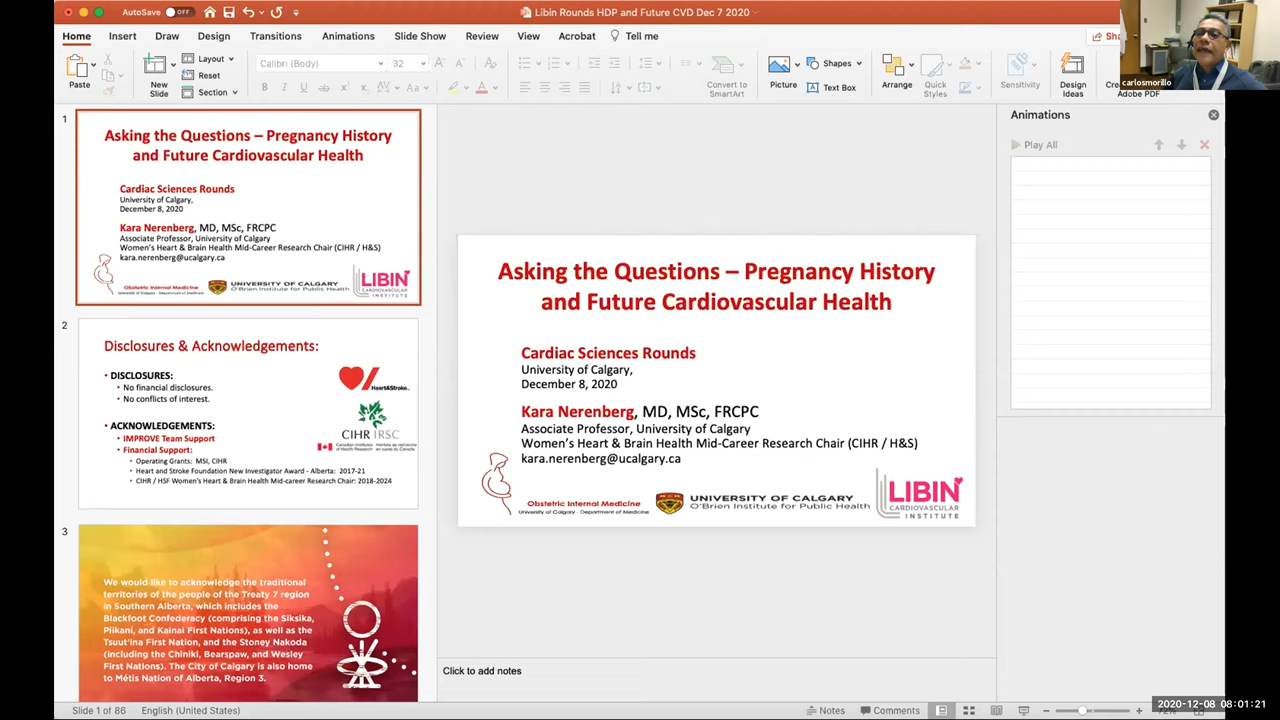 AutoSave OFF
Libin Rounds HDP and Future CVD Dec 7 2020
Home Insert Draw Design Transitions Animations Slide Show Review View Acrobat Tell me
Paste
New Slide
Layout
Reset
Section
Calibri (Body)
32
Convert to SmartArt
Picture
Shapes
Text Box
Arrange
Quick Styles
Sensitivity
Design Ideas
Adobe PDF
carlosmorillo
1
Asking the Questions – Pregnancy History
and Future Cardiovascular Health
Cardiac Sciences Rounds
University of Calgary,
December 8, 2020
Kara Nerenberg, MD, MSc, FRCPC
Associate Professor, University of Calgary
Women's Heart & Brain Health Mid-Career Research Chair (CIHR / H&S)
kara.nerenberg@ucalgary.ca
Obstetric Internal Medicine
University of Calgary - Department of Medicine
UNIVERSITY OF CALGARY
O'Brien Institute for Public Health
LIBIN
CARDIOVASCULAR
INSTITUTE
2
Disclosures & Acknowledgements:
• DISCLOSURES:
• No financial disclosures.
• No conflicts of interest.
• ACKNOWLEDGEMENTS:
• IMPROVE Team Support
• Financial Support:
• Operating Grants: MSI, CIHR
• Heart and Stroke Foundation New Investigator Award - Alberta: 2017-21
• CIHR / HSF Women's Heart & Brain Health Mid-career Research Chair: 2018-2024
Heart&Stroke
CIHR IRSC
3
We would like to acknowledge the traditional
territories of the people of the Treaty 7 region
in Southern Alberta, which includes the
Blackfoot Confederacy (comprising the Siksika,
Piikani, and Kainai First Nations), as well as the
Tsuut'ina First Nation, and the Stoney Nakoda
(including the Chiniki, Bearspaw, and Wesley
First Nations). The City of Calgary is also home
to Métis Nation of Alberta, Region 3.
Asking the Questions – Pregnancy History
and Future Cardiovascular Health
Cardiac Sciences Rounds
University of Calgary,
December 8, 2020
Kara Nerenberg, MD, MSc, FRCPC
Associate Professor, University of Calgary
Women's Heart & Brain Health Mid-Career Research Chair (CIHR / H&S)
kara.nerenberg@ucalgary.ca
Obstetric Internal Medicine
University of Calgary - Department of Medicine
UNIVERSITY OF CALGARY
O'Brien Institute for Public Health
LIBIN
CARDIOVASCULAR
INSTITUTE
Animations
Play All
Click to add notes
Slide 1 of 86 English (United States)
Notes Comments
2020-12-08 08:01:21